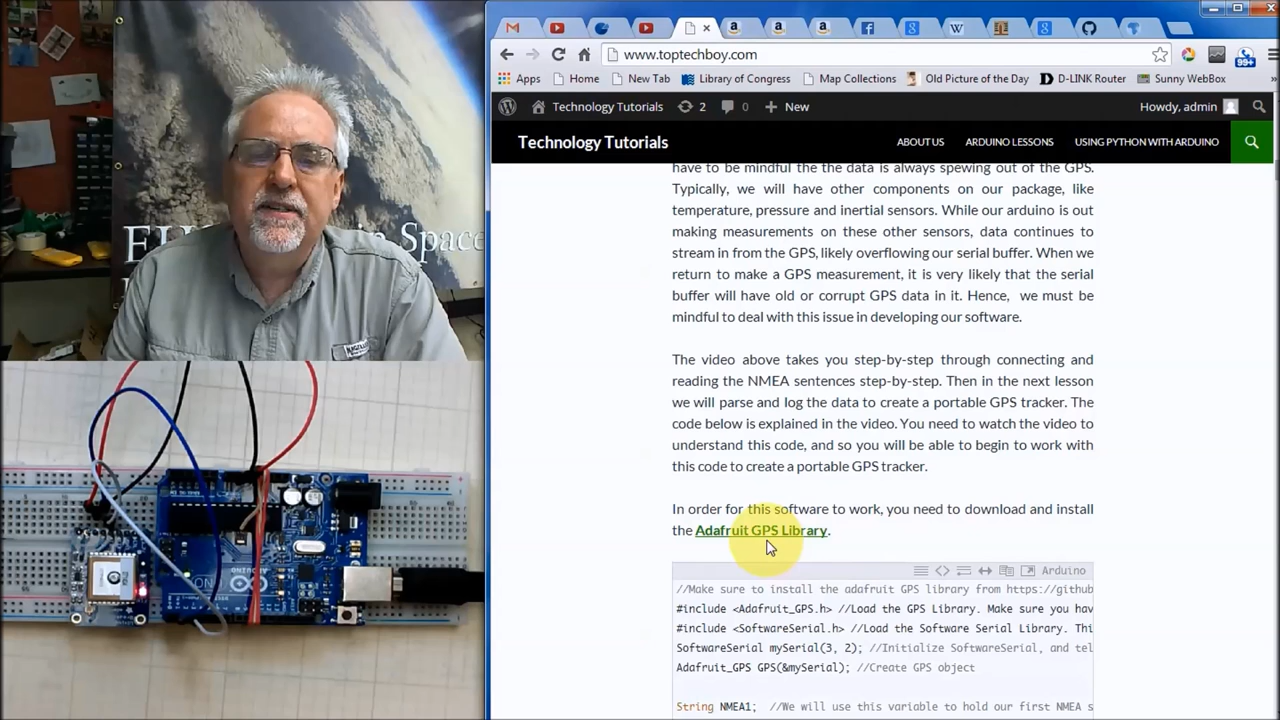 www.toptechboy.com
Apps Home New Tab Library of Congress Map Collections Old Picture of the Day D-LINK Router Sunny WebBox »
99+
Technology Tutorials 2 0 New Howdy, admin
Technology Tutorials ABOUT US ARDUINO LESSONS USING PYTHON WITH ARDUINO
have to be mindful the the data is always spewing out of the GPS.
Typically, we will have other components on our package, like
temperature, pressure and inertial sensors. While our arduino is out
making measurements on these other sensors, data continues to
stream in from the GPS, likely overflowing our serial buffer. When we
return to make a GPS measurement, it is very likely that the serial
buffer will have old or corrupt GPS data in it. Hence, we must be
mindful to deal with this issue in developing our software.
The video above takes you step-by-step through connecting and
reading the NMEA sentences step-by-step. Then in the next lesson
we will parse and log the data to create a portable GPS tracker. The
code below is explained in the video. You need to watch the video to
understand this code, and so you will be able to begin to work with
this code to create a portable GPS tracker.
In order for this software to work, you need to download and install
the Adafruit GPS Library.
Arduino
//Make sure to install the adafruit GPS library from https://github
#include <Adafruit_GPS.h> //Load the GPS Library. Make sure you hav
#include <SoftwareSerial.h> //Load the Software Serial Library. Thi
SoftwareSerial mySerial(3, 2); //Initialize SoftwareSerial, and tel
Adafruit_GPS GPS(&mySerial); //Create GPS object
String NMEA1; //We will use this variable to hold our first NMEA s
Space
ON